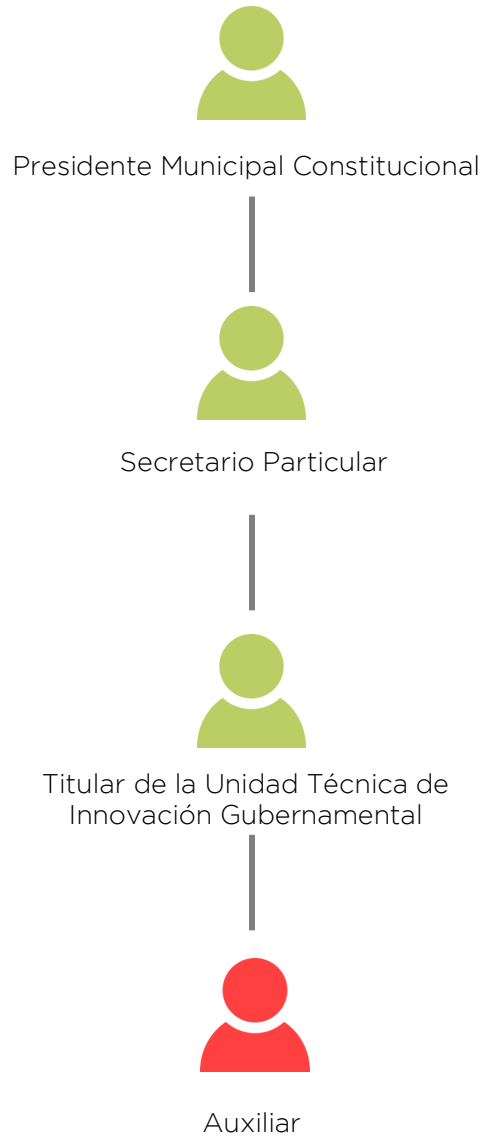 Presidente Municipal Constitucional
Secretario Particular
Titular de la Unidad Técnica de
Innovación Gubernamental
Auxiliar